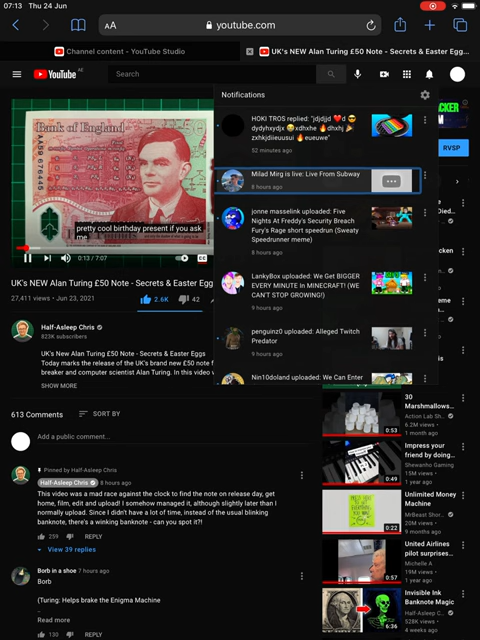 07:13 Thu 24 Jun
AA
youtube.com
Channel content - YouTube Studio
UK's NEW Alan Turing £50 Note - Secrets & Easter Egg...
YouTube
AE
Search
Notifications
HOKI TROS replied: "jdjdjd ❤️d 😎
dydyhxydjx 😭xdhxhe 🔥dhxhj 🎉
zxhkjdiieuusui 🔥eueuwe"
52 minutes ago
Milad Mirg is live: Live From Subway
8 hours ago
jonne masselink uploaded: Five
Nights At Freddy's Security Breach
Fury's Rage short speedrun (Sweaty
Speedrunner meme)
8 hours ago
LankyBox uploaded: We Get BIGGER
EVERY MINUTE In MINECRAFT! (WE
CAN'T STOP GROWING!)
9 hours ago
penguinz0 uploaded: Alleged Twitch
Predator
9 hours ago
Nin10doland uploaded: We Can Enter
RSVP
Bank of England
AA59 676445
pretty cool birthday present if you ask
me
0:13 / 7:07
UK's NEW Alan Turing £50 Note - Secrets & Easter Egg
27,411 views • Jun 23, 2021
2.6K
42
Half-Asleep Chris
823K subscribers
UK's New Alan Turing £50 Note - Secrets & Easter Eggs
Today marks the release of the UK's brand new £50 note f
breaker and computer scientist Alan Turing. In this video
SHOW MORE
613 Comments
SORT BY
Add a public comment...
Pinned by Half-Asleep Chris
Half-Asleep Chris 8 hours ago
This video was a mad race against the clock to find the note on release day, get
home, film, edit and upload! I somehow managed it, although slightly later than I
normally upload. Since I didn't have a lot of time, instead of the usual blinking
banknote, there's a winking banknote - can you spot it?!
259
REPLY
View 39 replies
Borb in a shoe 7 hours ago
Borb
(Turing: Helps brake the Enigma Machine
Read more
130
REPLY
30
Marshmallows...
Action Lab Sh...
6.2M views •
1 month ago
0:53
Impress your
friend by doing...
Shewanho Gaming
15M views •
1 year ago
0:49
Unlimited Money
Machine
MrBeast Shor...
20M views •
9 months ago
0:22
United Airlines
pilot surprises...
Michelle A
19M views •
1 year ago
0:57
Invisible Ink
Banknote Magic
Half-Asleep C...
528K views •
4 weeks ago
6:36